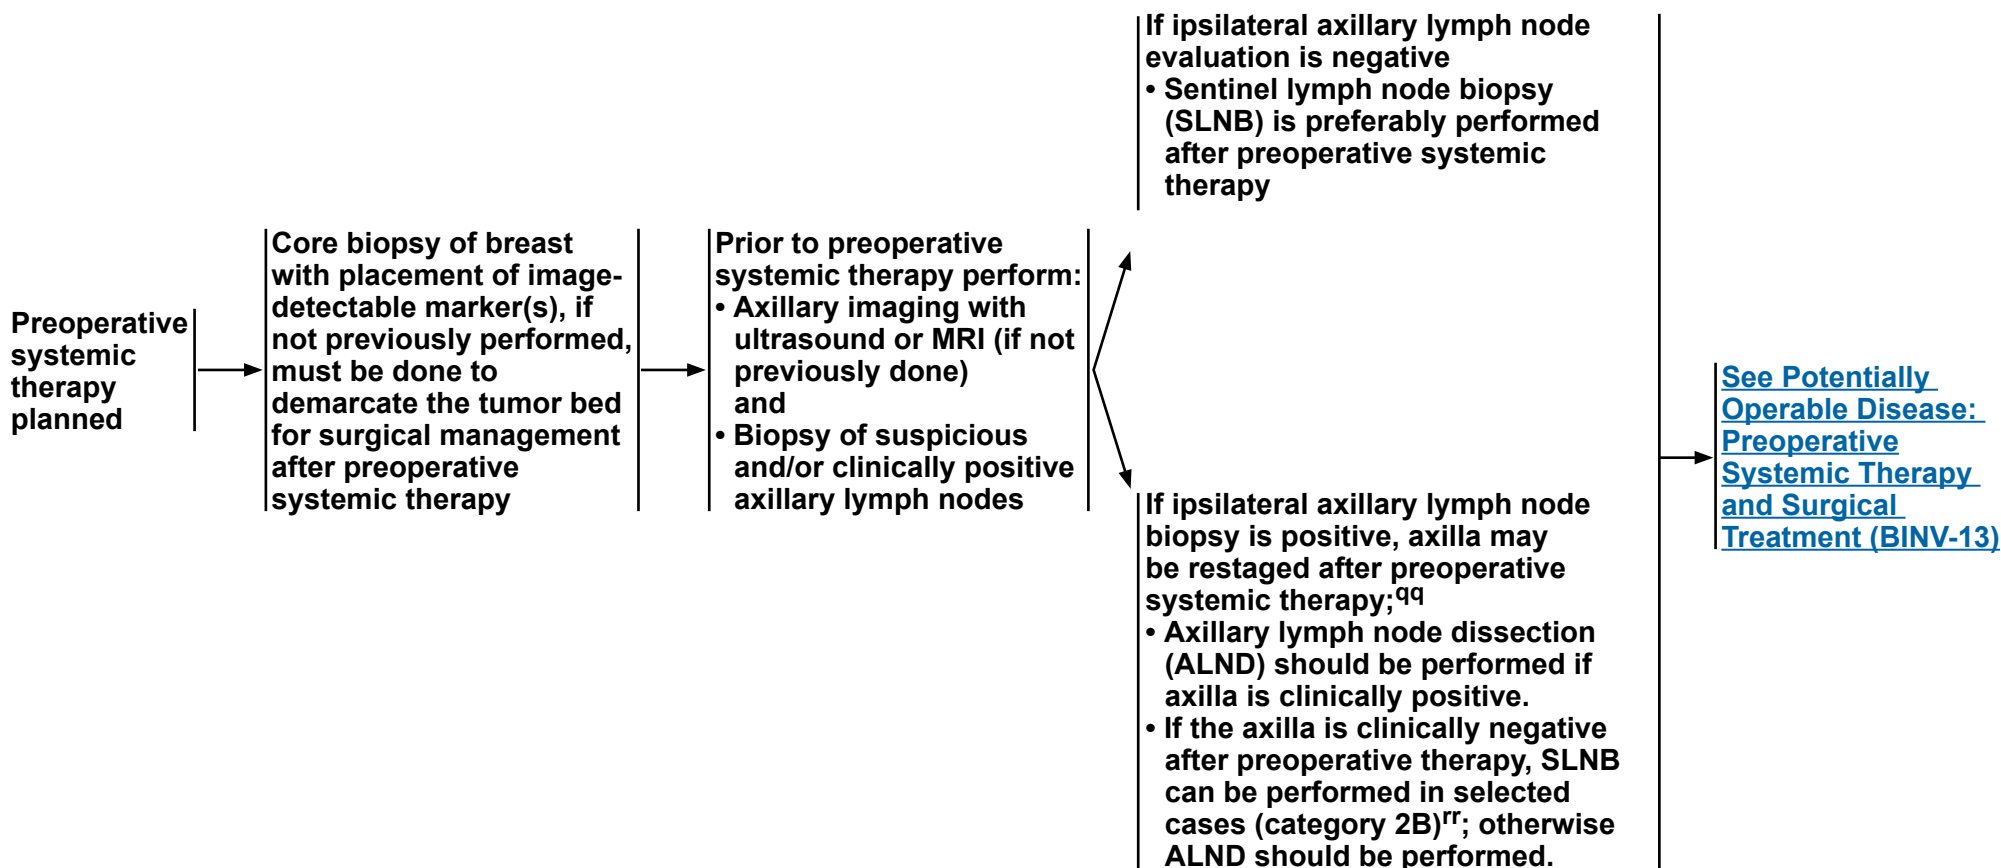 Preoperative
systemic
therapy
planned
Core biopsy of breast
with placement of image-
detectable marker(s), if
not previously performed,
must be done to
demarcate the tumor bed
for surgical management
after preoperative
systemic therapy
Prior to preoperative
systemic therapy perform:
• Axillary imaging with
ultrasound or MRI (if not
previously done)
and
• Biopsy of suspicious
and/or clinically positive
axillary lymph nodes
If ipsilateral axillary lymph node
evaluation is negative
• Sentinel lymph node biopsy
(SLNB) is preferably performed
after preoperative systemic
therapy
If ipsilateral axillary lymph node
biopsy is positive, axilla may
be restaged after preoperative
systemic therapy;qq
• Axillary lymph node dissection
(ALND) should be performed if
axilla is clinically positive.
• If the axilla is clinically negative
after preoperative therapy, SLNB
can be performed in selected
cases (category 2B)rr; otherwise
ALND should be performed.
See Potentially
Operable Disease:
Preoperative
Systemic Therapy
and Surgical
Treatment (BINV-13)